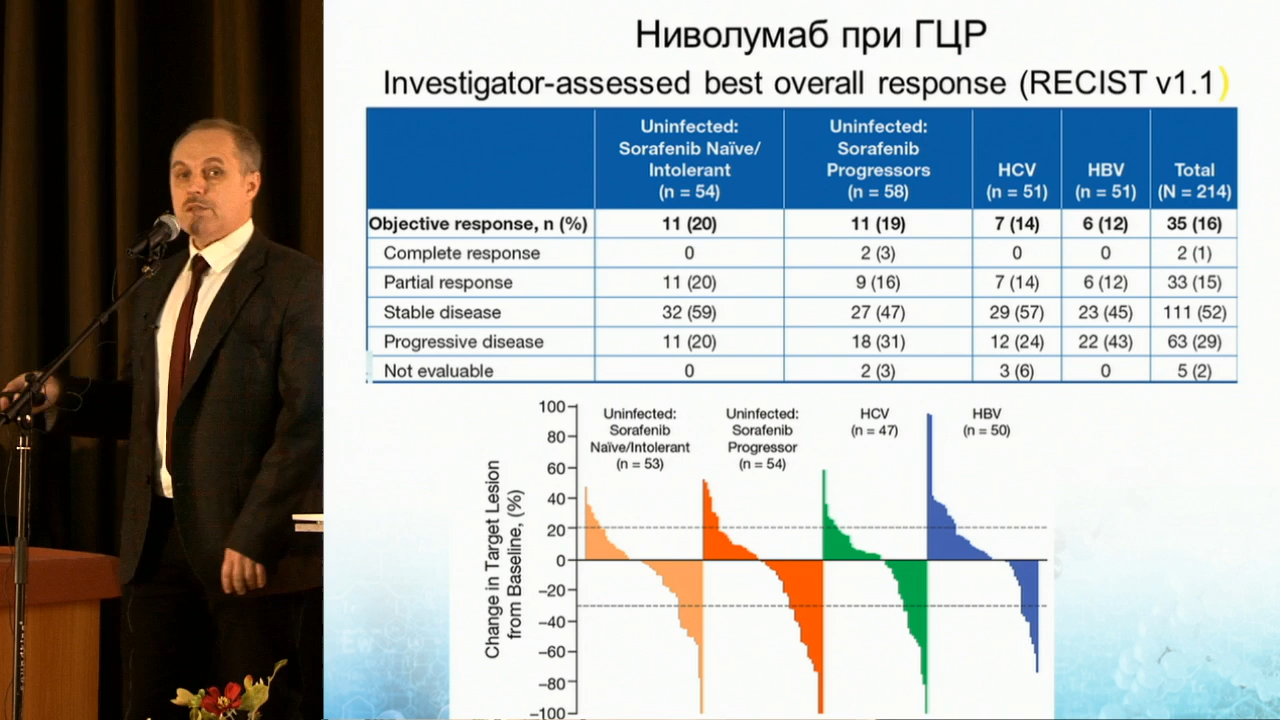 Ниволумаб при ГЦР
Investigator-assessed best overall response (RECIST v1.1)
Uninfected: Sorafenib Naïve/ Intolerant (n = 54) Uninfected: Sorafenib Progressors (n = 58) HCV (n = 51) HBV (n = 51) Total (N = 214)
Objective response, n (%) 11 (20) 11 (19) 7 (14) 6 (12) 35 (16)
Complete response 0 2 (3) 0 0 2 (1)
Partial response 11 (20) 9 (16) 7 (14) 6 (12) 33 (15)
Stable disease 32 (59) 27 (47) 29 (57) 23 (45) 111 (52)
Progressive disease 11 (20) 18 (31) 12 (24) 22 (43) 63 (29)
Not evaluable 0 2 (3) 3 (6) 0 5 (2)
Change in Target Lesion
from Baseline, (%)
100
80
60
40
20
0
–20
–40
–60
–80
–100
Uninfected:
Sorafenib
Naïve/Intolerant
(n = 53)
Uninfected:
Sorafenib
Progressor
(n = 54)
HCV
(n = 47)
HBV
(n = 50)